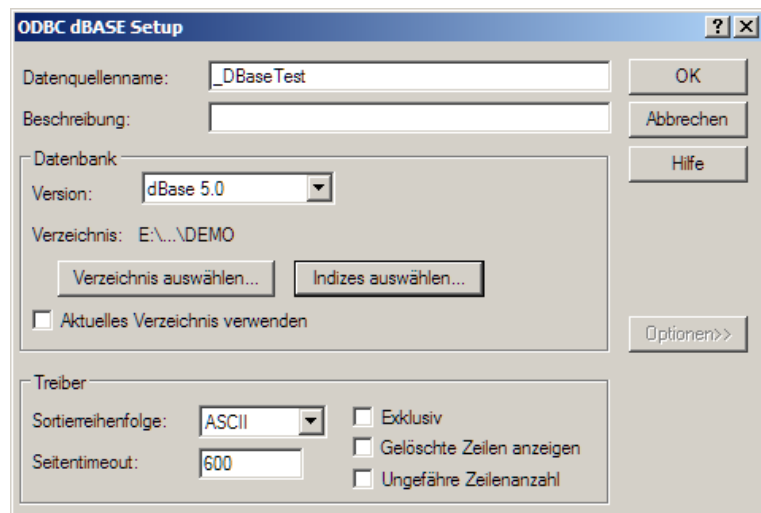 ODBC dBASE Setup
Datenquellenname: _DBaseTest
OK
Beschreibung:
Abbrechen
Datenbank
Hilfe
Version: dBase 5.0
Verzeichnis: E:\...\DEMO
Verzeichnis auswählen... Indizes auswählen...
Aktuelles Verzeichnis verwenden
Optionen>>
Treiber
Sortierreihenfolge: ASCII
Exklusiv
Gelöschte Zeilen anzeigen
Seitentimeout: 600
Ungefähre Zeilenanzahl